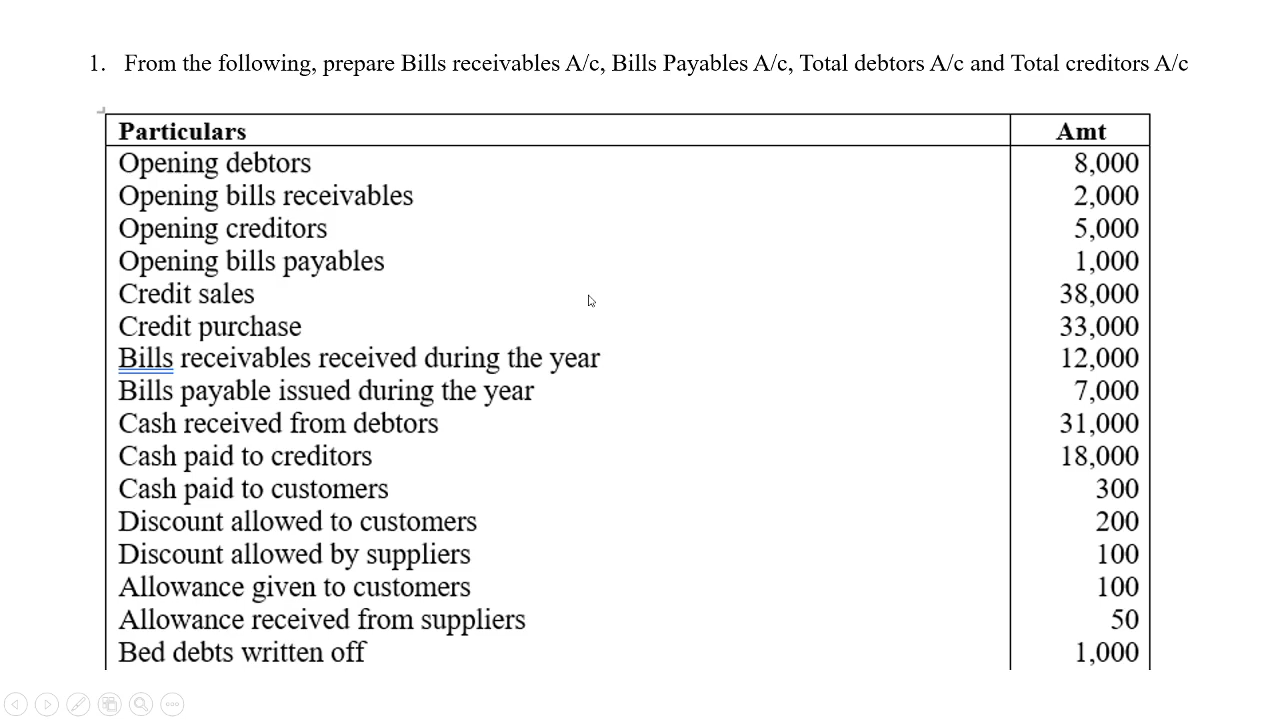 1. From the following, prepare Bills receivables A/c, Bills Payables A/c, Total debtors A/c and Total creditors A/c
Particulars Amt
Opening debtors 8,000
Opening bills receivables 2,000
Opening creditors 5,000
Opening bills payables 1,000
Credit sales 38,000
Credit purchase 33,000
Bills receivables received during the year 12,000
Bills payable issued during the year 7,000
Cash received from debtors 31,000
Cash paid to creditors 18,000
Cash paid to customers 300
Discount allowed to customers 200
Discount allowed by suppliers 100
Allowance given to customers 100
Allowance received from suppliers 50
Bed debts written off 1,000